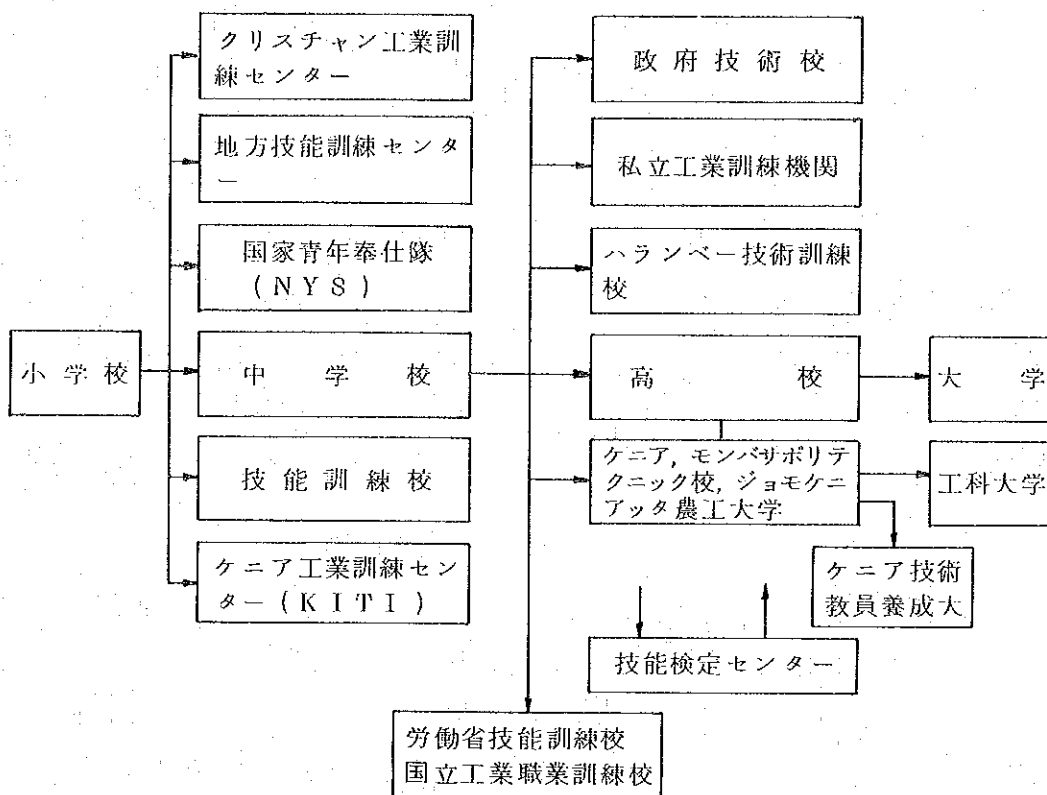 クリスチャン工業訓
練センター
地方技能訓練センタ
ー
国家青年奉仕隊
(NYS)
小学校
中学校
技能訓練校
ケニア工業訓練セン
ター(KITI)
政府技術校
私立工業訓練機関
ハランベー技術訓練
校
高校
大学
ケニア,モンバサポリテ
クニック校,ジョモケニ
アッタ農工大学
工科大学
ケニア技術
教員養成大
技能検定センター
労働省技能訓練校
国立工業職業訓練校